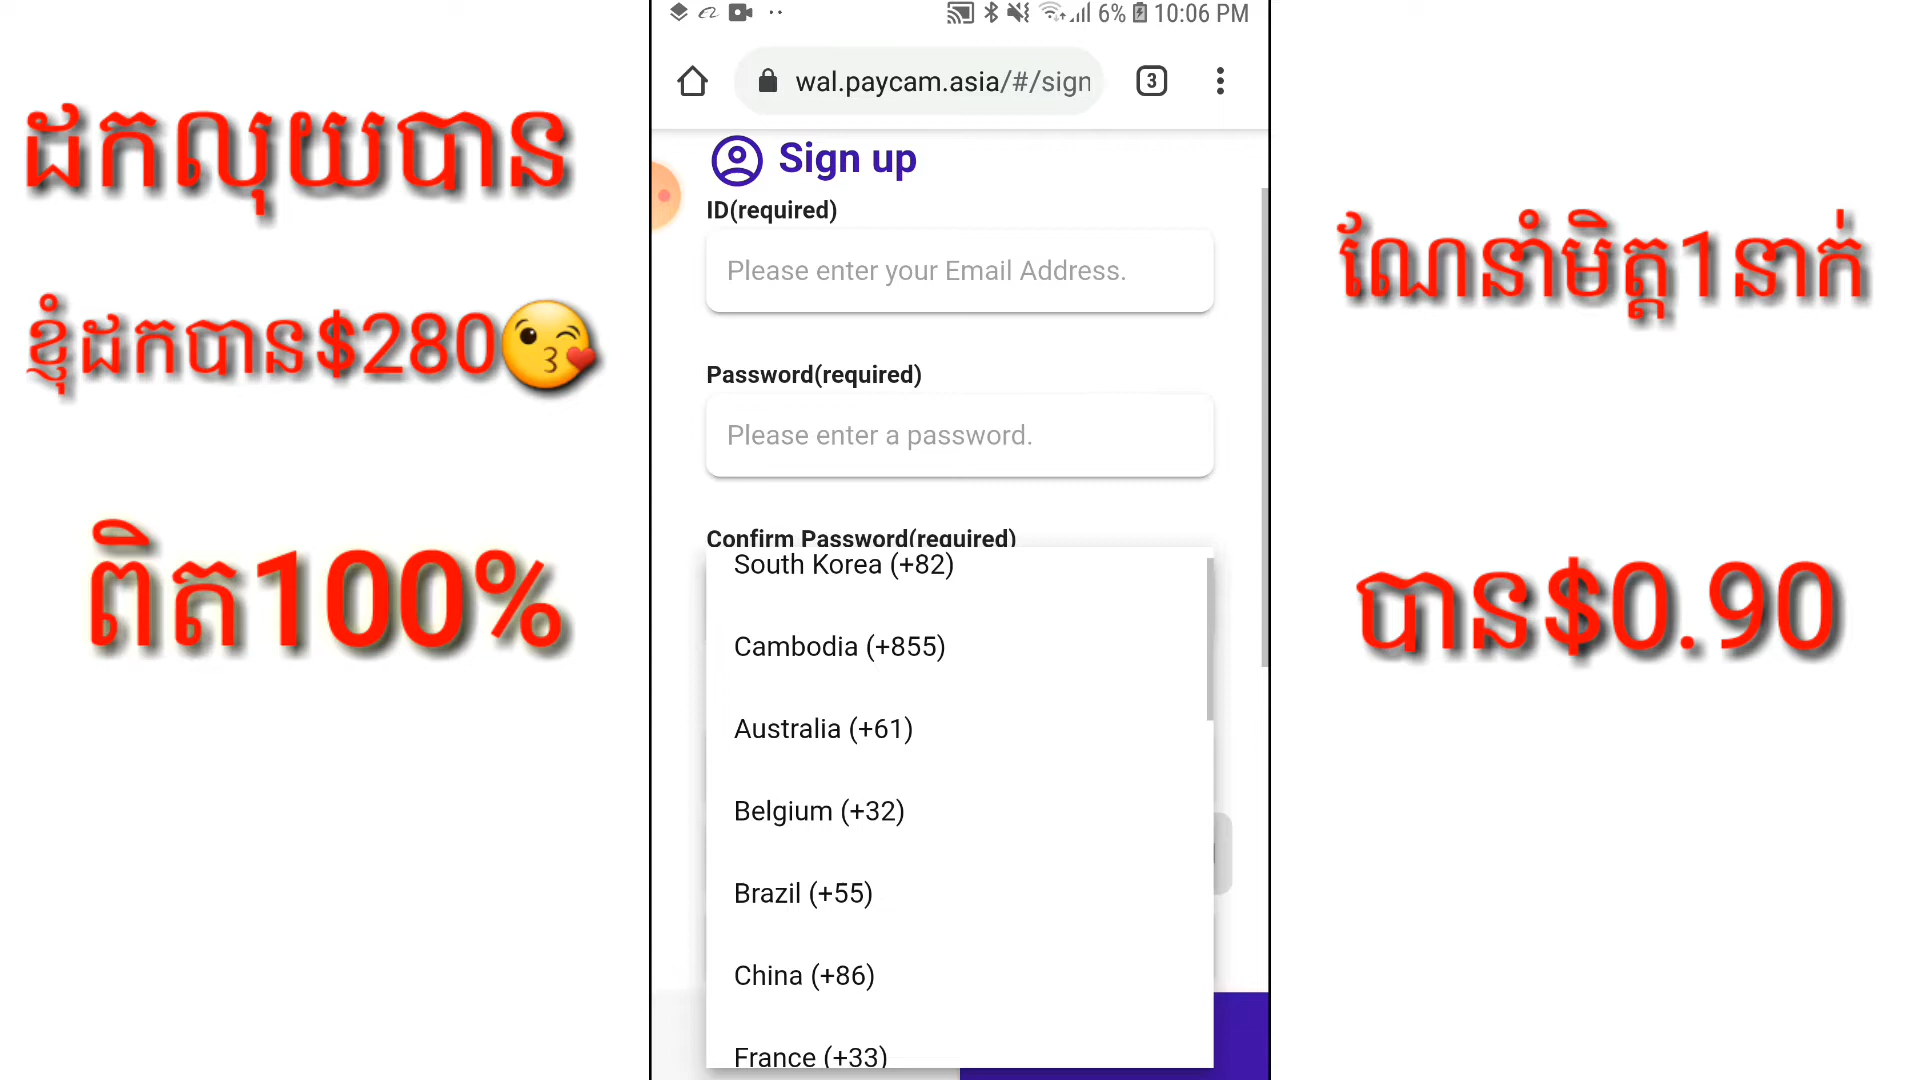 ដកលុយបាន
ខ្ញុំដកបាន$280
ពិត100%
6% 10:06 PM
wal.paycam.asia/#/sign
3
Sign up
ID(required)
Please enter your Email Address.
Password(required)
Please enter a password.
Confirm Password(required)
South Korea (+82)
Cambodia (+855)
Australia (+61)
Belgium (+32)
Brazil (+55)
China (+86)
France (+33)
ណែនាំមិត្ត1នាក់
បាន$0.90